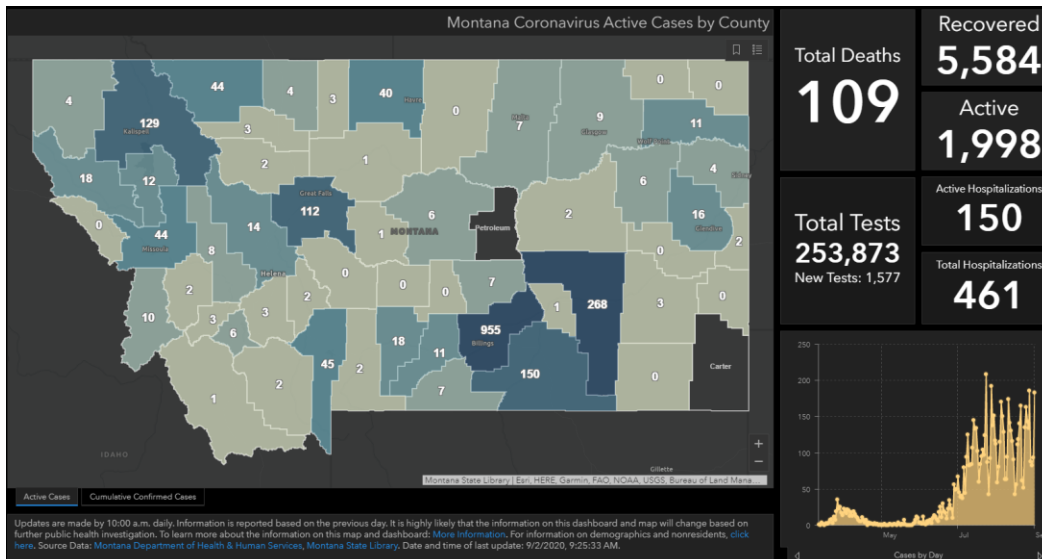 Montana Coronavirus Active Cases by County
4
129
Kalispell
44
4
3
40
Havre
0
7
Malta
9
Glasgow
0
0
11
Wolf Point
3
2
1
18
12
6
4
Sidney
Great Falls
112
14
6
MONTANA
2
16
Glendive
0
44
Missoula
8
1
Petroleum
2
Helena
0
0
2
0
0
7
268
3
0
10
3
6
3
2
1
955
Billings
45
18
11
Carter
150
2
2
7
0
1
IDAHO
Gillette
+
−
Montana State Library | Esri, HERE, Garmin, FAO, NOAA, USGS, Bureau of Land Mana...
Active Cases
Cumulative Confirmed Cases
Updates are made by 10:00 a.m. daily. Information is reported based on the previous day. It is highly likely that the information on this dashboard and map will change based on
further public health investigation. To learn more about the information on this map and dashboard: More Information. For information on demographics and nonresidents, click
here. Source Data: Montana Department of Health & Human Services, Montana State Library. Date and time of last update: 9/2/2020, 9:25:33 AM.
Total Deaths
109
Recovered
5,584
Active
1,998
Total Tests
253,873
New Tests: 1,577
Active Hospitalizations
150
Total Hospitalizations
461
250
200
150
100
50
0
May
Jul
Cases by Day